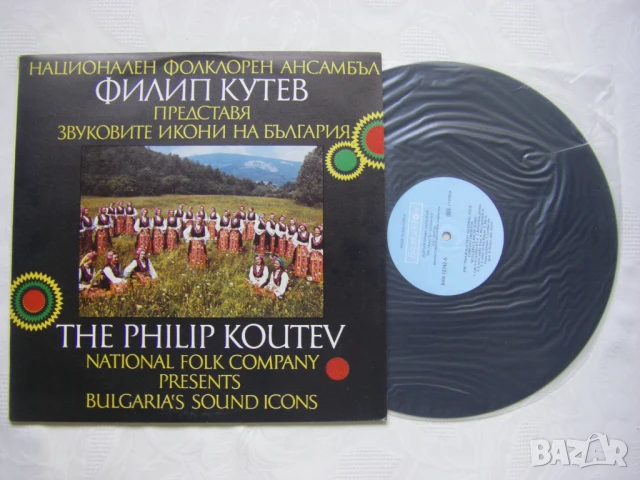 НАЦИОНАЛЕН ФОЛКЛОРЕН АНСАМБЪЛ
ФИЛИП КУТЕВ
ПРЕДСТАВЯ
ЗВУКОВИТЕ ИКОНИ НА БЪЛГАРИЯ
THE PHILIP KOUTEV
NATIONAL FOLK COMPANY
PRESENTS
BULGARIA'S SOUND ICONS
BAZAR